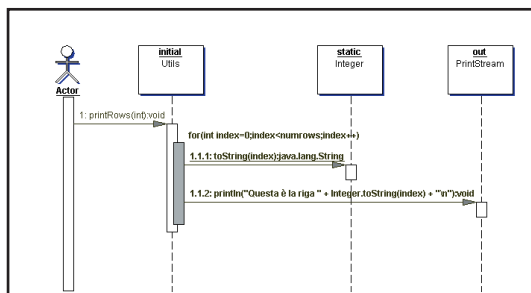 initial
Utils
static
Integer
out
PrintStream
Actor
1: printRows(int):void
for(int index=0;index<numrows;index++)
1.1.1: toString(index):java.lang.String
1.1.2: println("Questa è la riga " + Integer.toString(index) + "\n"):void